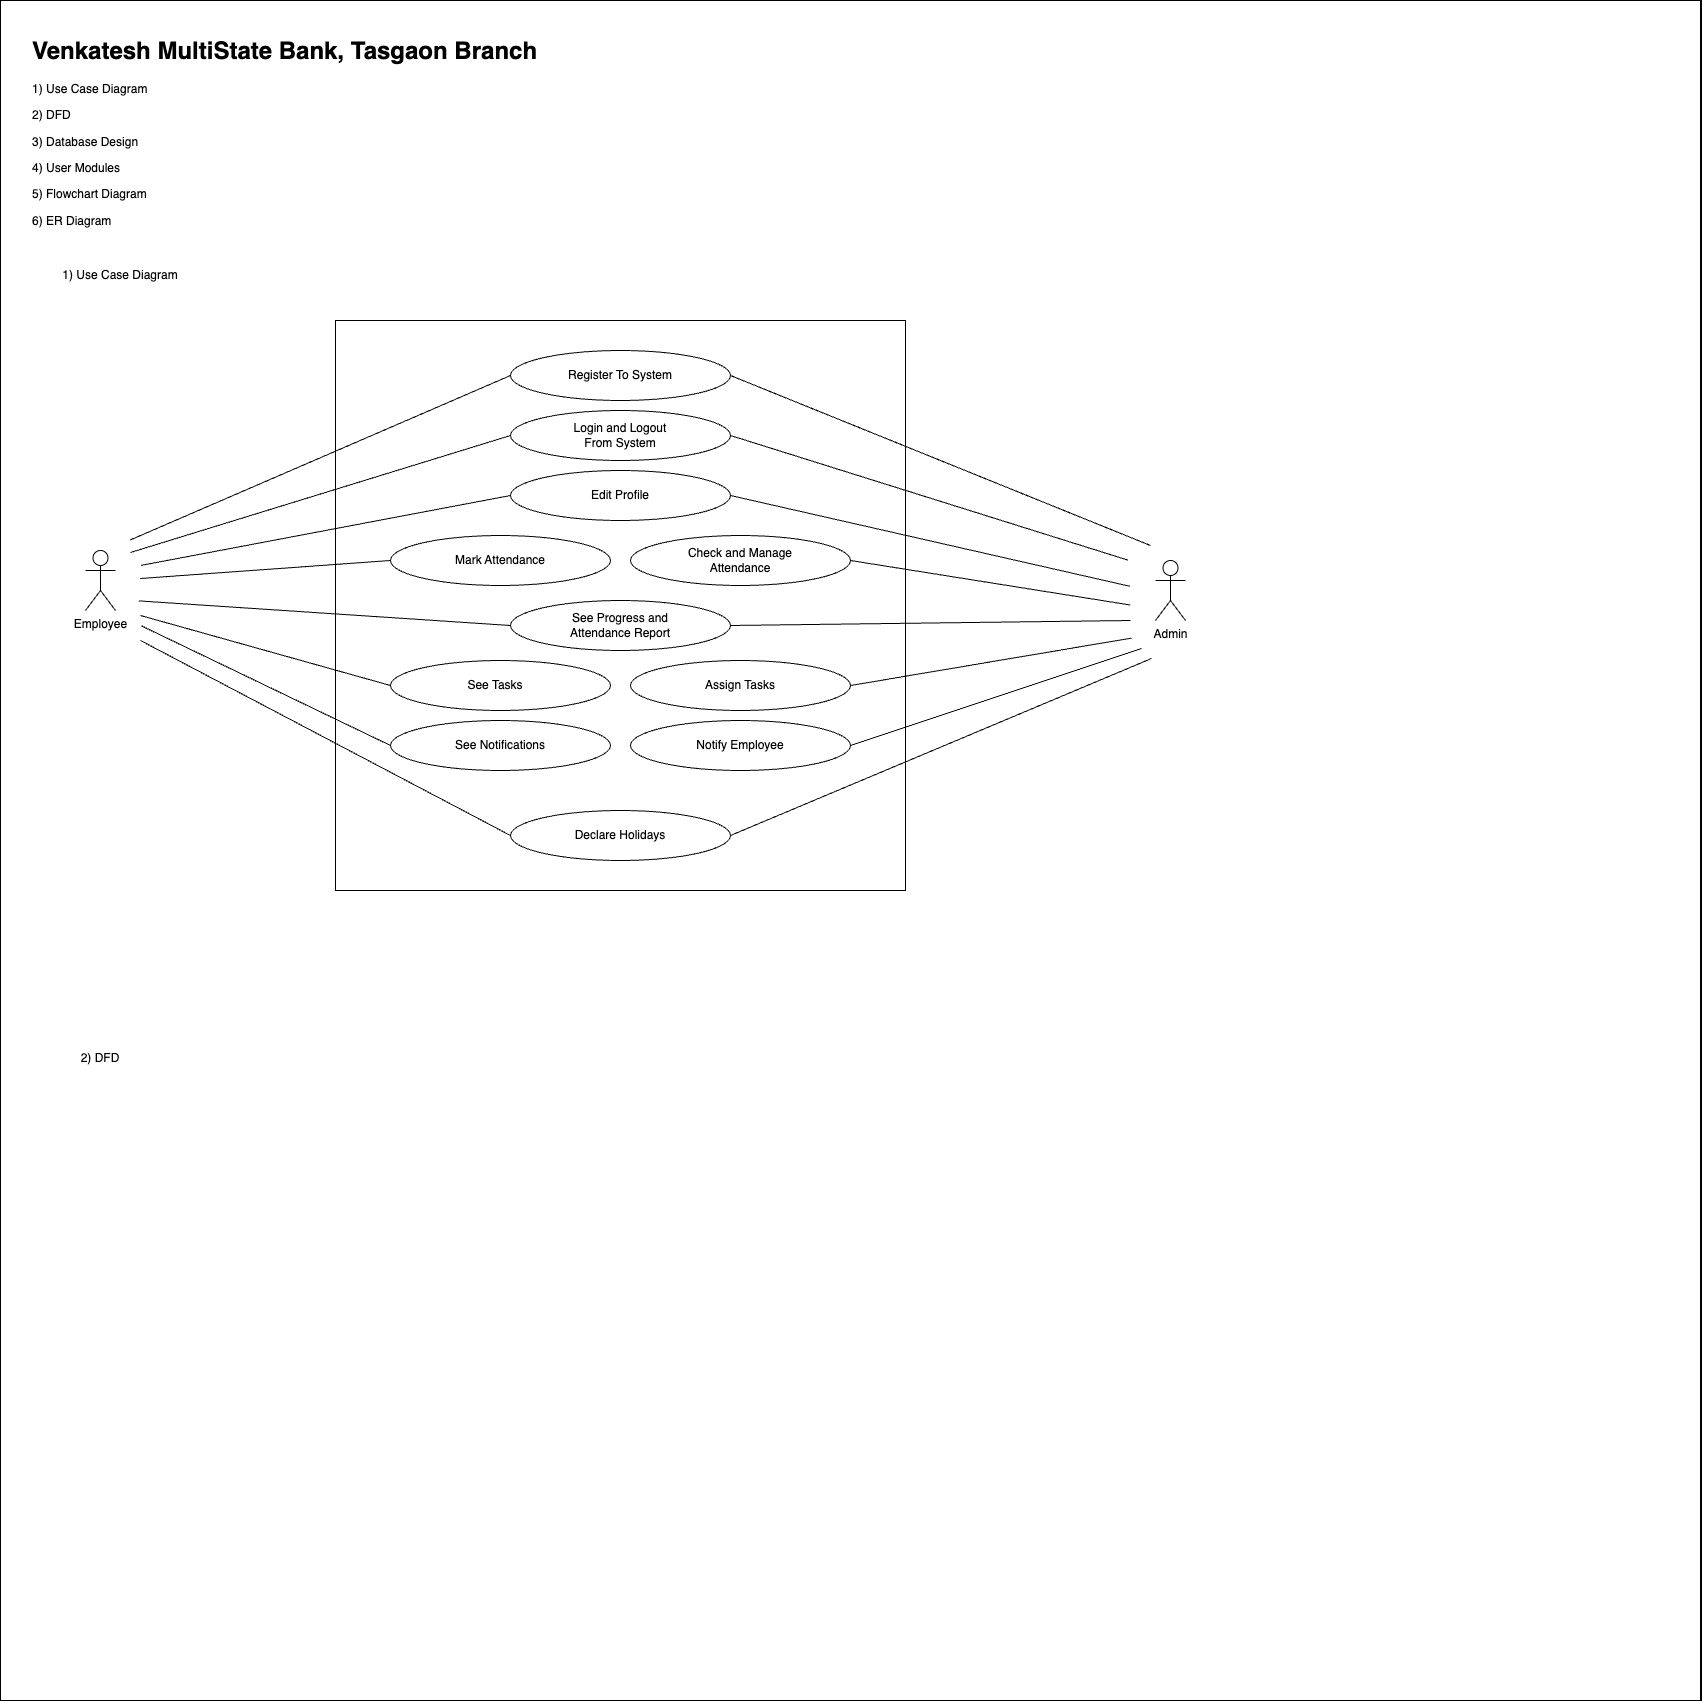 Venkatesh MultiState Bank, Tasgaon Branch
1) Use Case Diagram
2) DFD
3) Database Design
4) User Modules
5) Flowchart Diagram
6) ER Diagram
1) Use Case Diagram
Register To System
Login and Logout
From System
Edit Profile
Mark Attendance
Check and Manage
Attendance
Employee
See Progress and
Attendance Report
Admin
See Tasks
Assign Tasks
See Notifications
Notify Employee
Declare Holidays
2) DFD